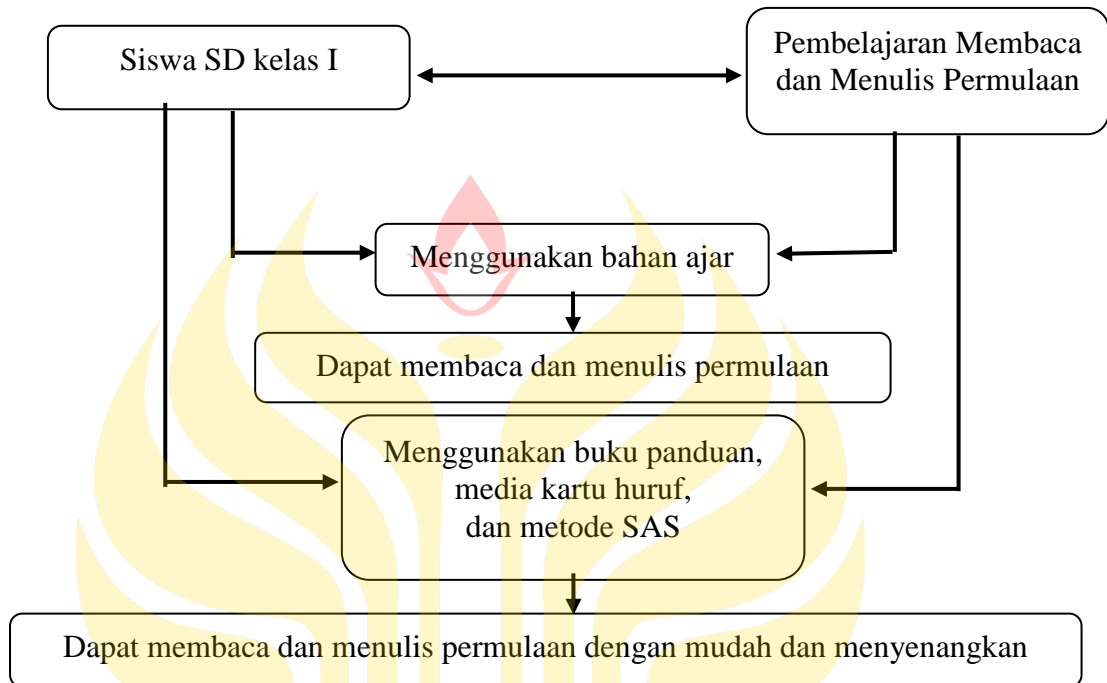 Siswa SD kelas I
Pembelajaran Membaca
dan Menulis Permulaan
Menggunakan bahan ajar
Dapat membaca dan menulis permulaan
Menggunakan buku panduan,
media kartu huruf,
dan metode SAS
Dapat membaca dan menulis permulaan dengan mudah dan menyenangkan